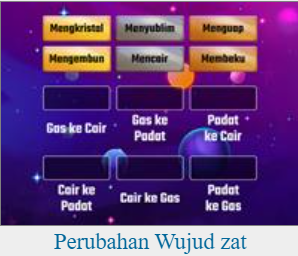 Mengkristal Menyublim Menguap
Mengembun Mencair Membeku
Gas ke Cair
Gas ke
Padat
Padat
ke Cair
Cair ke
Padat
Cair ke Gas
Padat
ke Gas
Perubahan Wujud zat